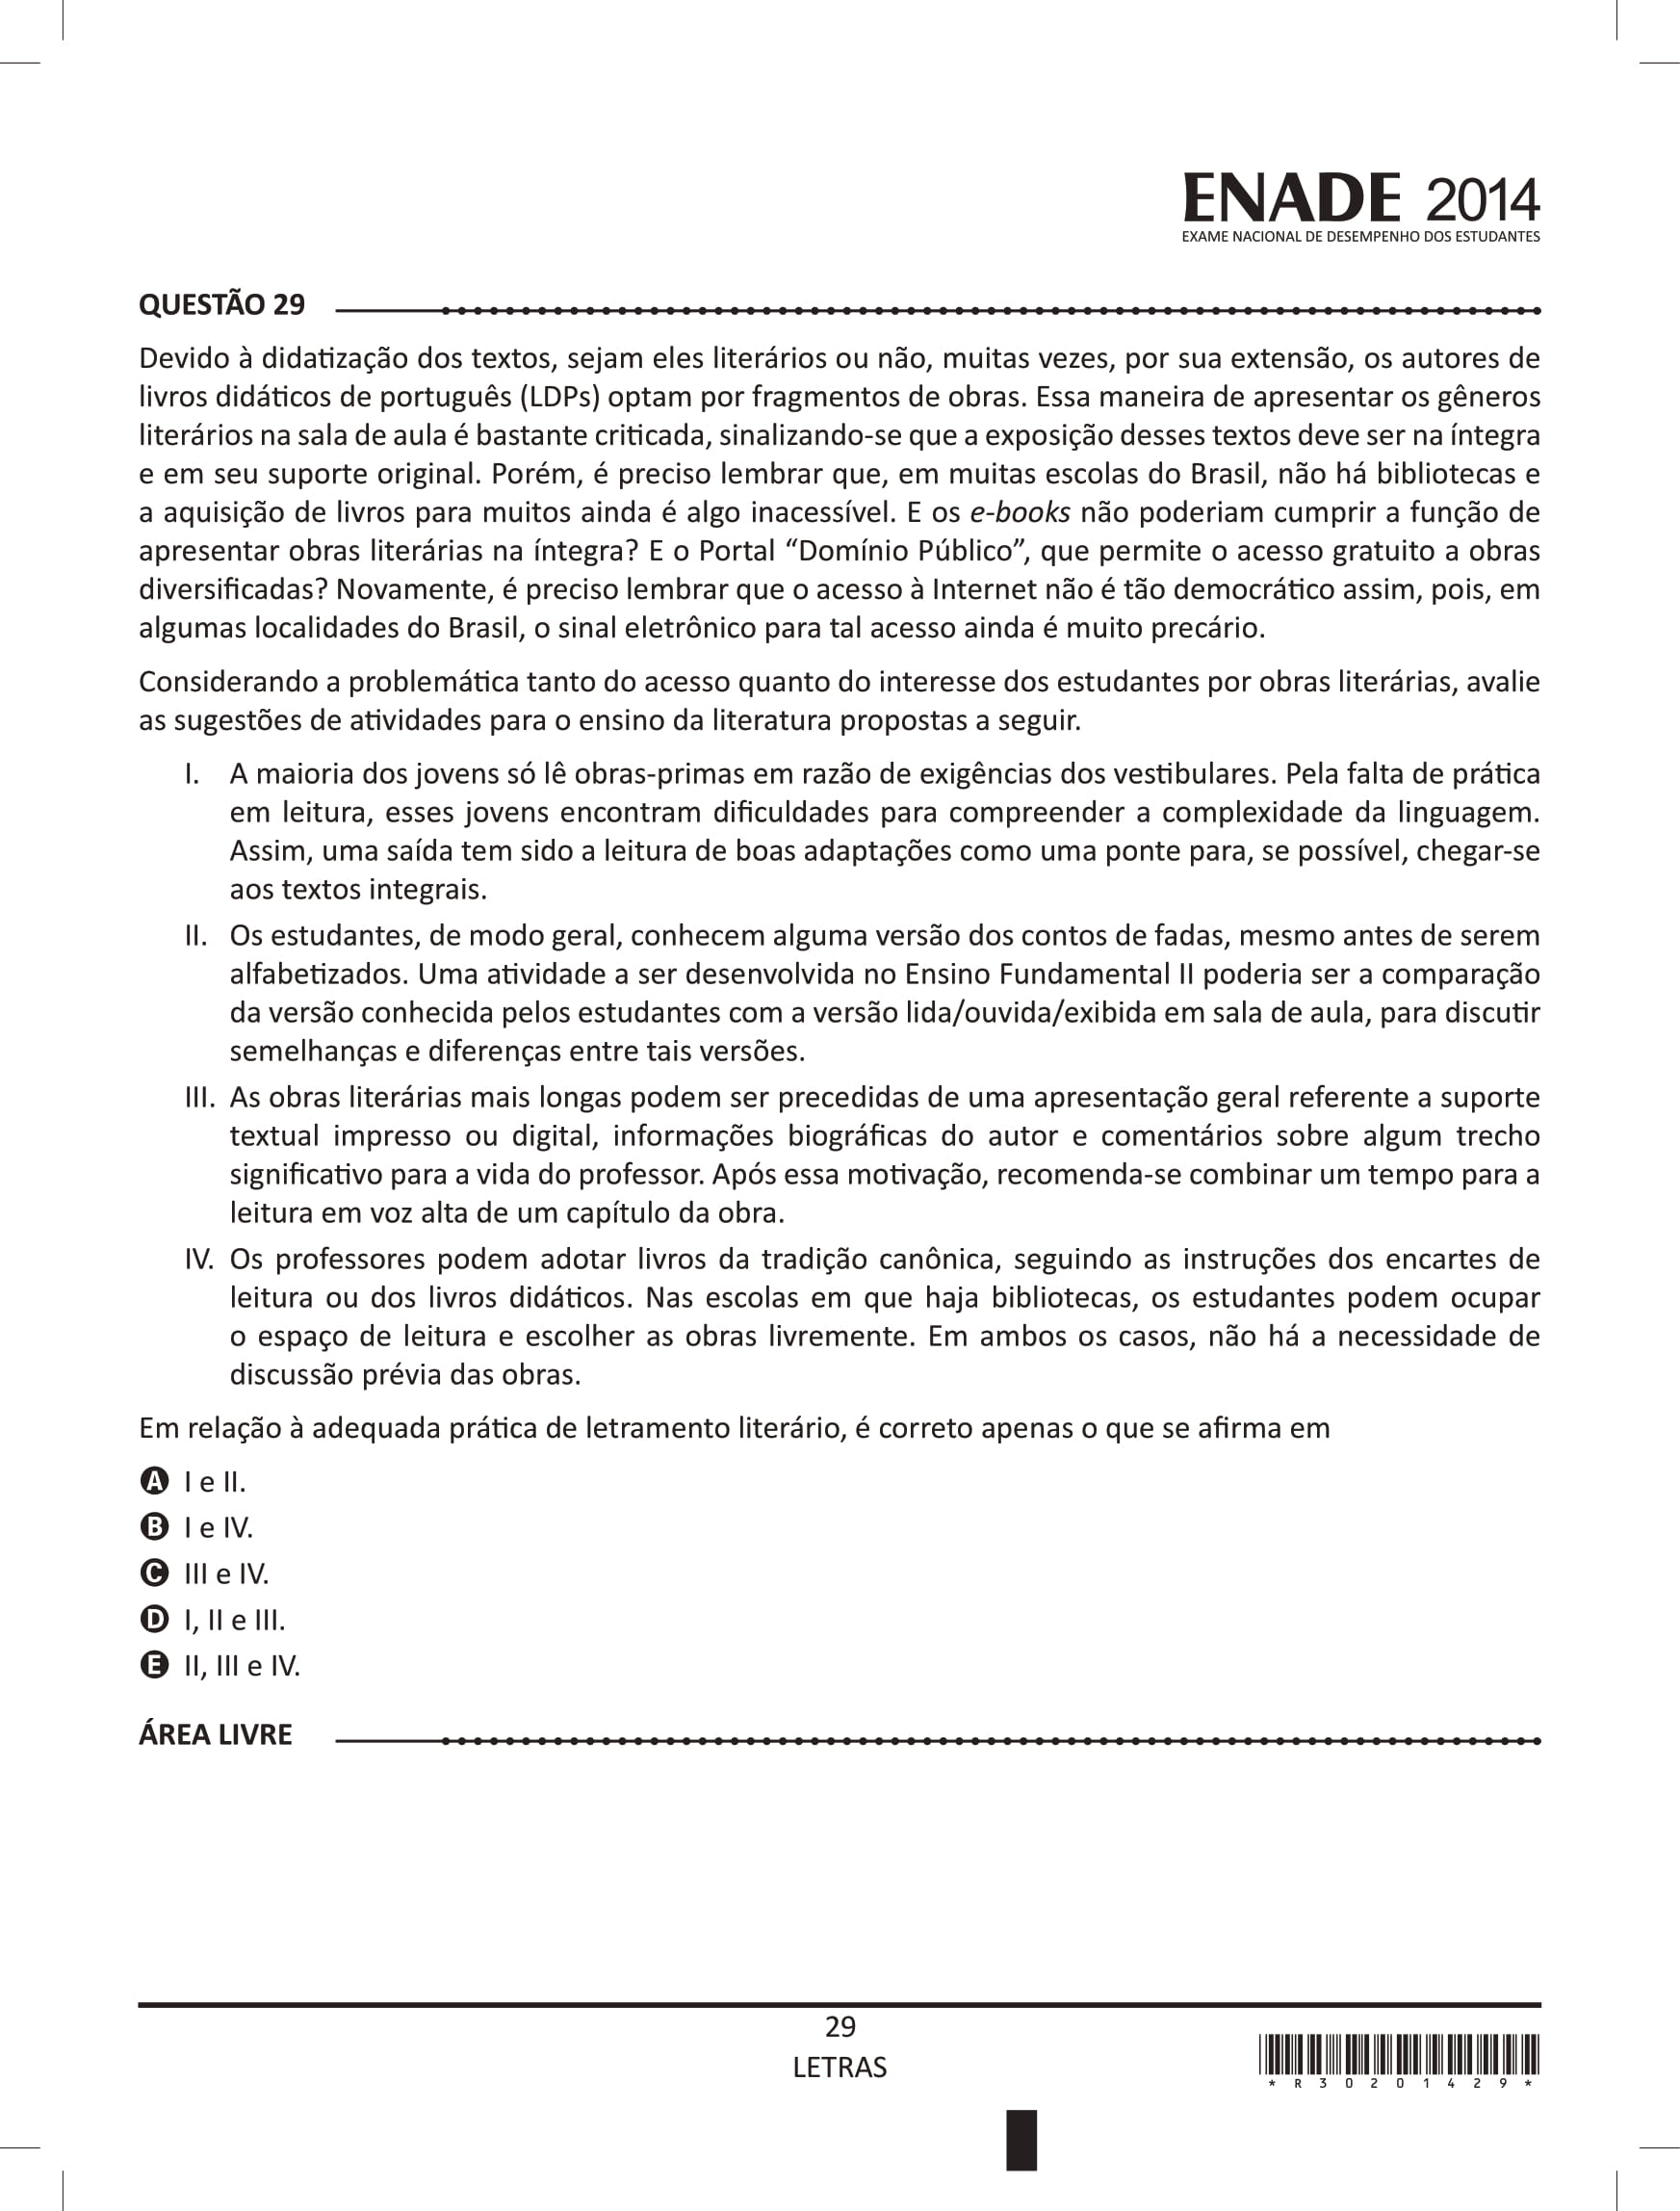 ENADE 2014
EXAME NACIONAL DE DESEMPENHO DOS ESTUDANTES
QUESTÃO 29
Devido à didatização dos textos, sejam eles literários ou não, muitas vezes, por sua extensão, os autores de
livros didáticos de português (LDPs) optam por fragmentos de obras. Essa maneira de apresentar os gêneros
literários na sala de aula é bastante criticada, sinalizando-se que a exposição desses textos deve ser na íntegra
e em seu suporte original. Porém, é preciso lembrar que, em muitas escolas do Brasil, não há bibliotecas e
a aquisição de livros para muitos ainda é algo inacessível. E os e-books não poderiam cumprir a função de
apresentar obras literárias na íntegra? E o Portal “Domínio Público”, que permite o acesso gratuito a obras
diversificadas? Novamente, é preciso lembrar que o acesso à Internet não é tão democrático assim, pois, em
algumas localidades do Brasil, o sinal eletrônico para tal acesso ainda é muito precário.
Considerando a problemática tanto do acesso quanto do interesse dos estudantes por obras literárias, avalie
as sugestões de atividades para o ensino da literatura propostas a seguir.
I. A maioria dos jovens só lê obras-primas em razão de exigências dos vestibulares. Pela falta de prática
em leitura, esses jovens encontram dificuldades para compreender a complexidade da linguagem.
Assim, uma saída tem sido a leitura de boas adaptações como uma ponte para, se possível, chegar-se
aos textos integrais.
II. Os estudantes, de modo geral, conhecem alguma versão dos contos de fadas, mesmo antes de serem
alfabetizados. Uma atividade a ser desenvolvida no Ensino Fundamental II poderia ser a comparação
da versão conhecida pelos estudantes com a versão lida/ouvida/exibida em sala de aula, para discutir
semelhanças e diferenças entre tais versões.
III. As obras literárias mais longas podem ser precedidas de uma apresentação geral referente a suporte
textual impresso ou digital, informações biográficas do autor e comentários sobre algum trecho
significativo para a vida do professor. Após essa motivação, recomenda-se combinar um tempo para a
leitura em voz alta de um capítulo da obra.
IV. Os professores podem adotar livros da tradição canônica, seguindo as instruções dos encartes de
leitura ou dos livros didáticos. Nas escolas em que haja bibliotecas, os estudantes podem ocupar
o espaço de leitura e escolher as obras livremente. Em ambos os casos, não há a necessidade de
discussão prévia das obras.
Em relação à adequada prática de letramento literário, é correto apenas o que se afirma em
A I e II.
B I e IV.
C III e IV.
D I, II e III.
E II, III e IV.
ÁREA LIVRE
29
LETRAS
* R 3 0 2 0 1 4 2 9 *